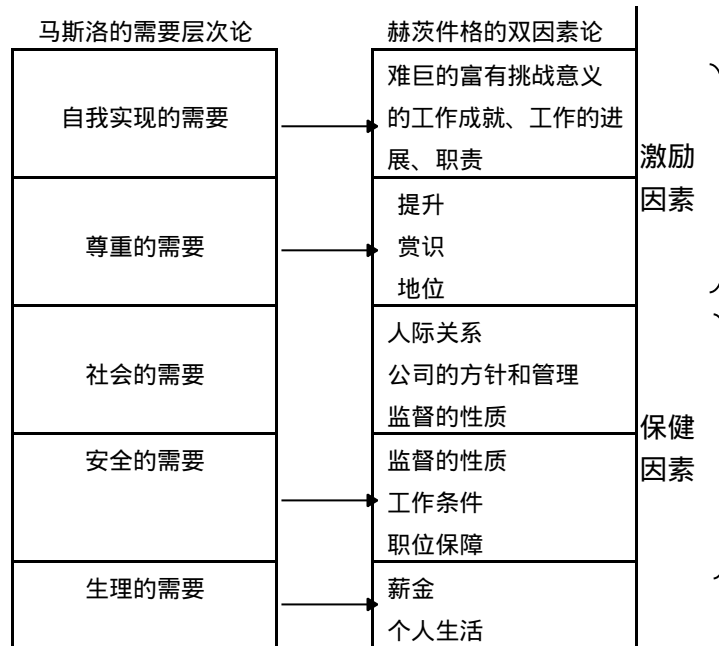 马斯洛的需要层次论
赫茨件格的双因素论
自我实现的需要
难巨的富有挑战意义
的工作成就、工作的进
展、职责
激励
因素
尊重的需要
提升
赏识
地位
社会的需要
人际关系
公司的方针和管理
监督的性质
保健
因素
安全的需要
监督的性质
工作条件
职位保障
生理的需要
薪金
个人生活